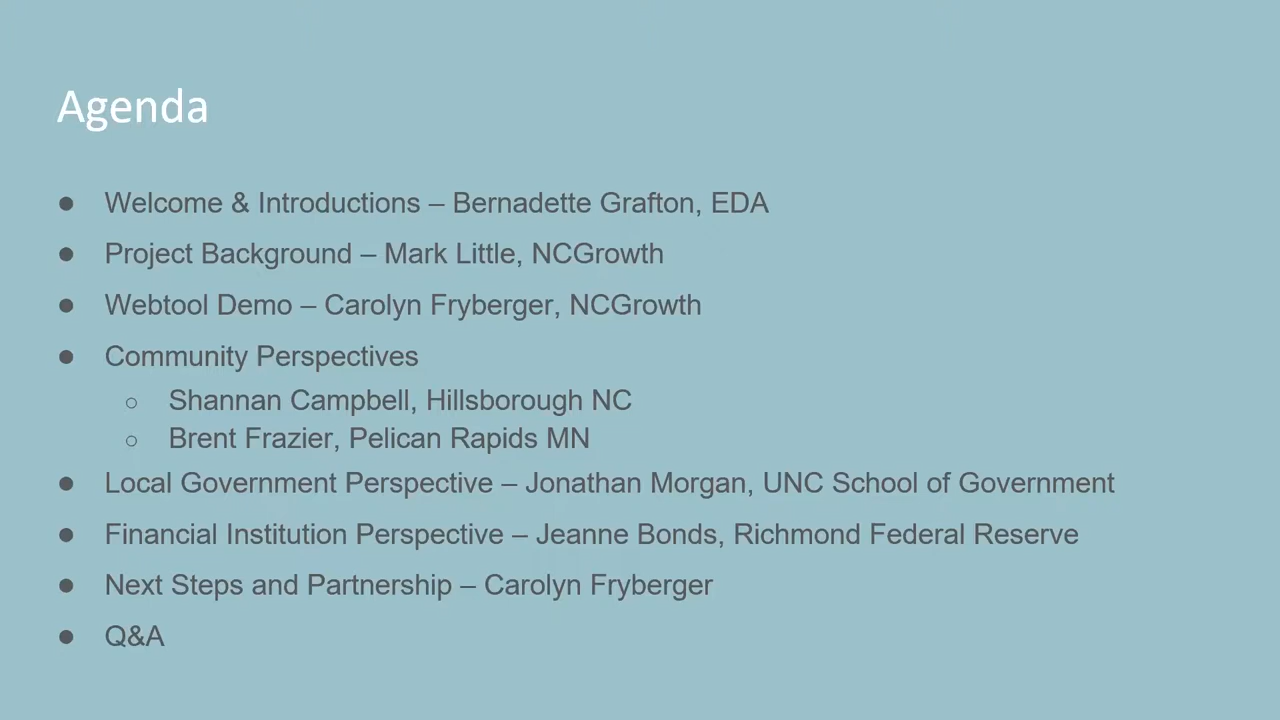 Agenda
● Welcome & Introductions – Bernadette Grafton, EDA
● Project Background – Mark Little, NCGrowth
● Webtool Demo – Carolyn Fryberger, NCGrowth
● Community Perspectives
○ Shannan Campbell, Hillsborough NC
○ Brent Frazier, Pelican Rapids MN
● Local Government Perspective – Jonathan Morgan, UNC School of Government
● Financial Institution Perspective – Jeanne Bonds, Richmond Federal Reserve
● Next Steps and Partnership – Carolyn Fryberger
● Q&A